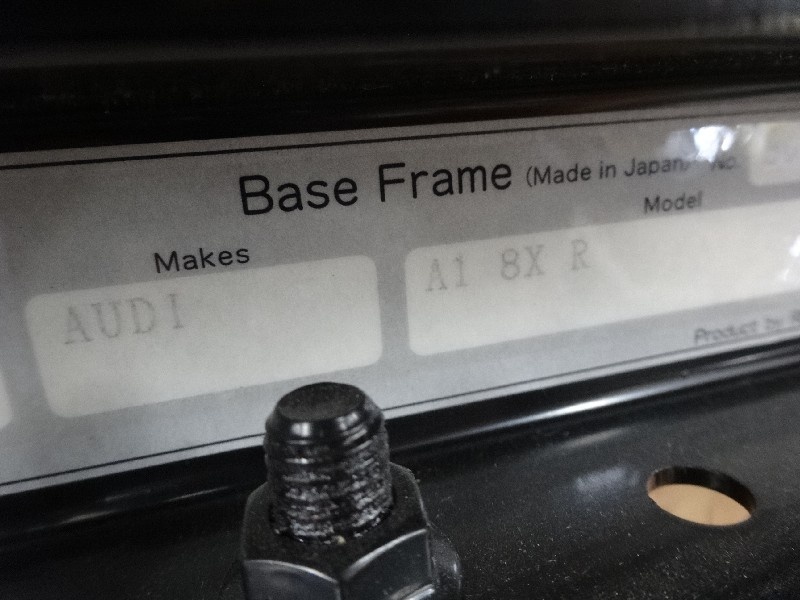 Base Frame (Made in Japan) No.
Makes
Model
AUDI
A1 8X R
Product by